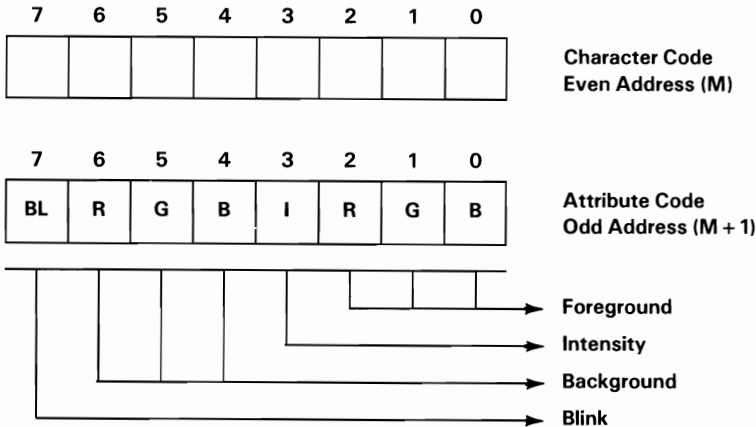 7 6 5 4 3 2 1 0
Character Code
Even Address (M)
7 6 5 4 3 2 1 0
BL R G B I R G B
Attribute Code
Odd Address (M + 1)
Foreground
Intensity
Background
Blink